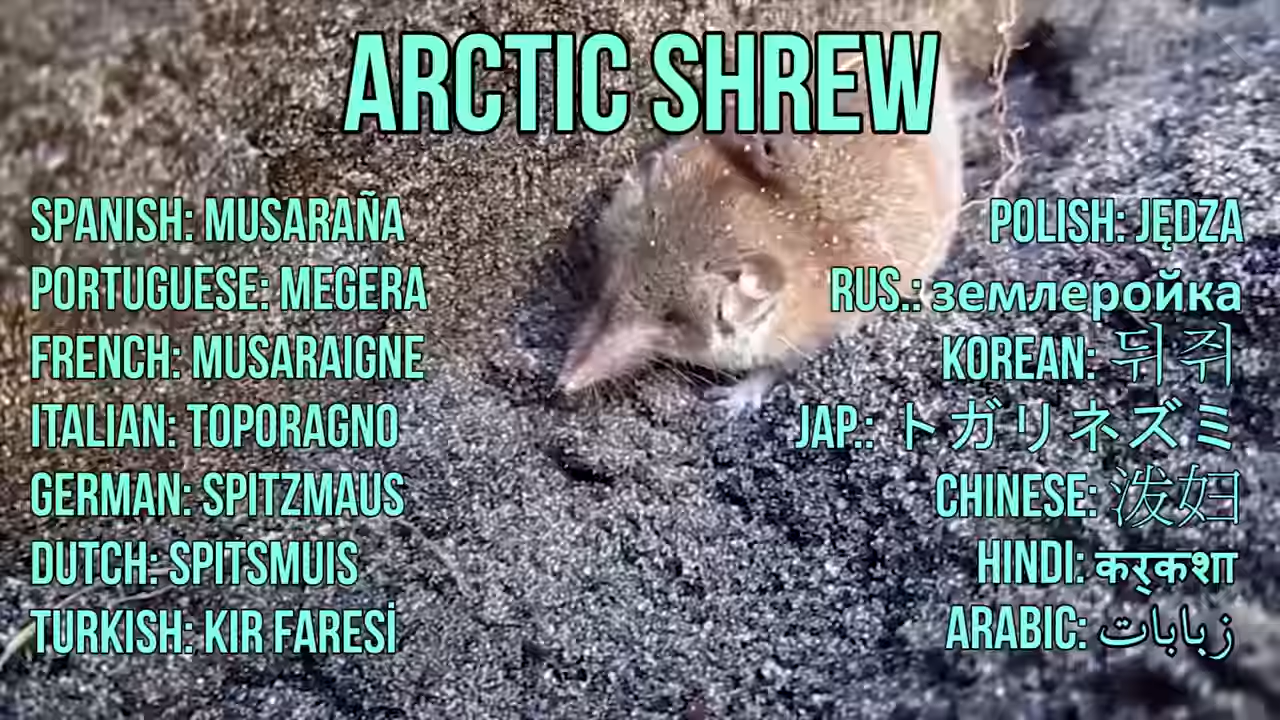 ARCTIC SHREW
SPANISH: MUSARAÑA
PORTUGUESE: MEGERA
FRENCH: MUSARAIGNE
ITALIAN: TOPORAGNO
GERMAN: SPITZMAUS
DUTCH: SPITSMUIS
TURKISH: KIR FARESİ
POLISH: JĘDZA
RUS.: землеройка
KOREAN: 뒤쥐
JAP.: トガリネズミ
CHINESE: 泼妇
HINDI: कर्कशा
ARABIC: زبابات